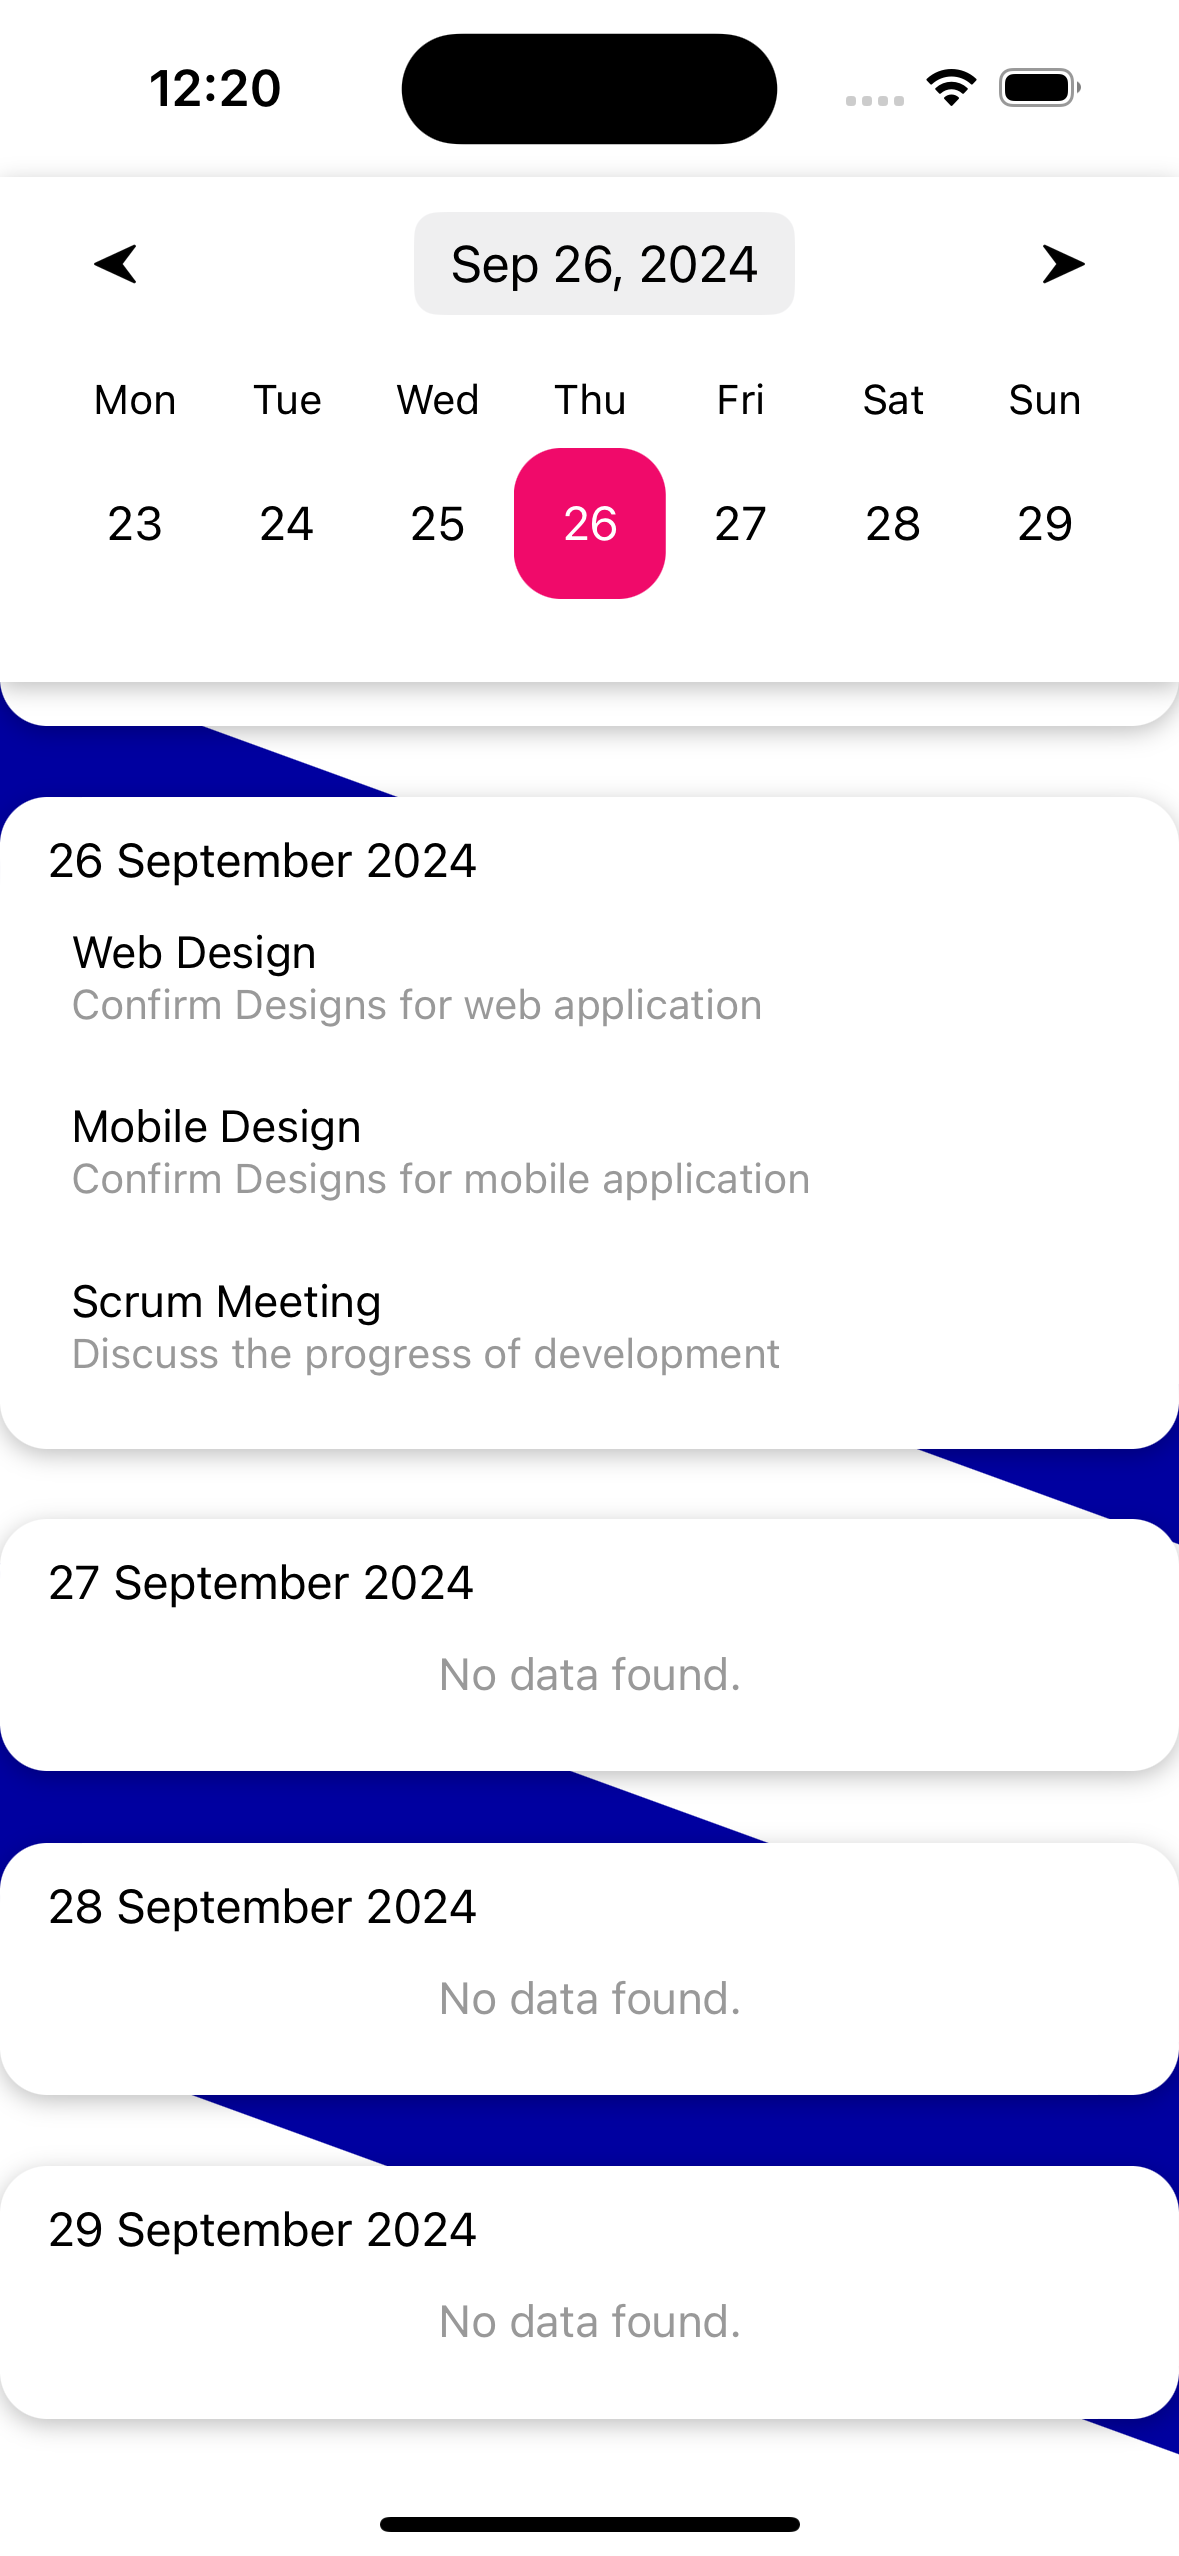 12:20
Sep 26, 2024
Mon Tue Wed Thu Fri Sat Sun
23 24 25 26 27 28 29
26 September 2024
Web Design
Confirm Designs for web application
Mobile Design
Confirm Designs for mobile application
Scrum Meeting
Discuss the progress of development
27 September 2024
No data found.
28 September 2024
No data found.
29 September 2024
No data found.